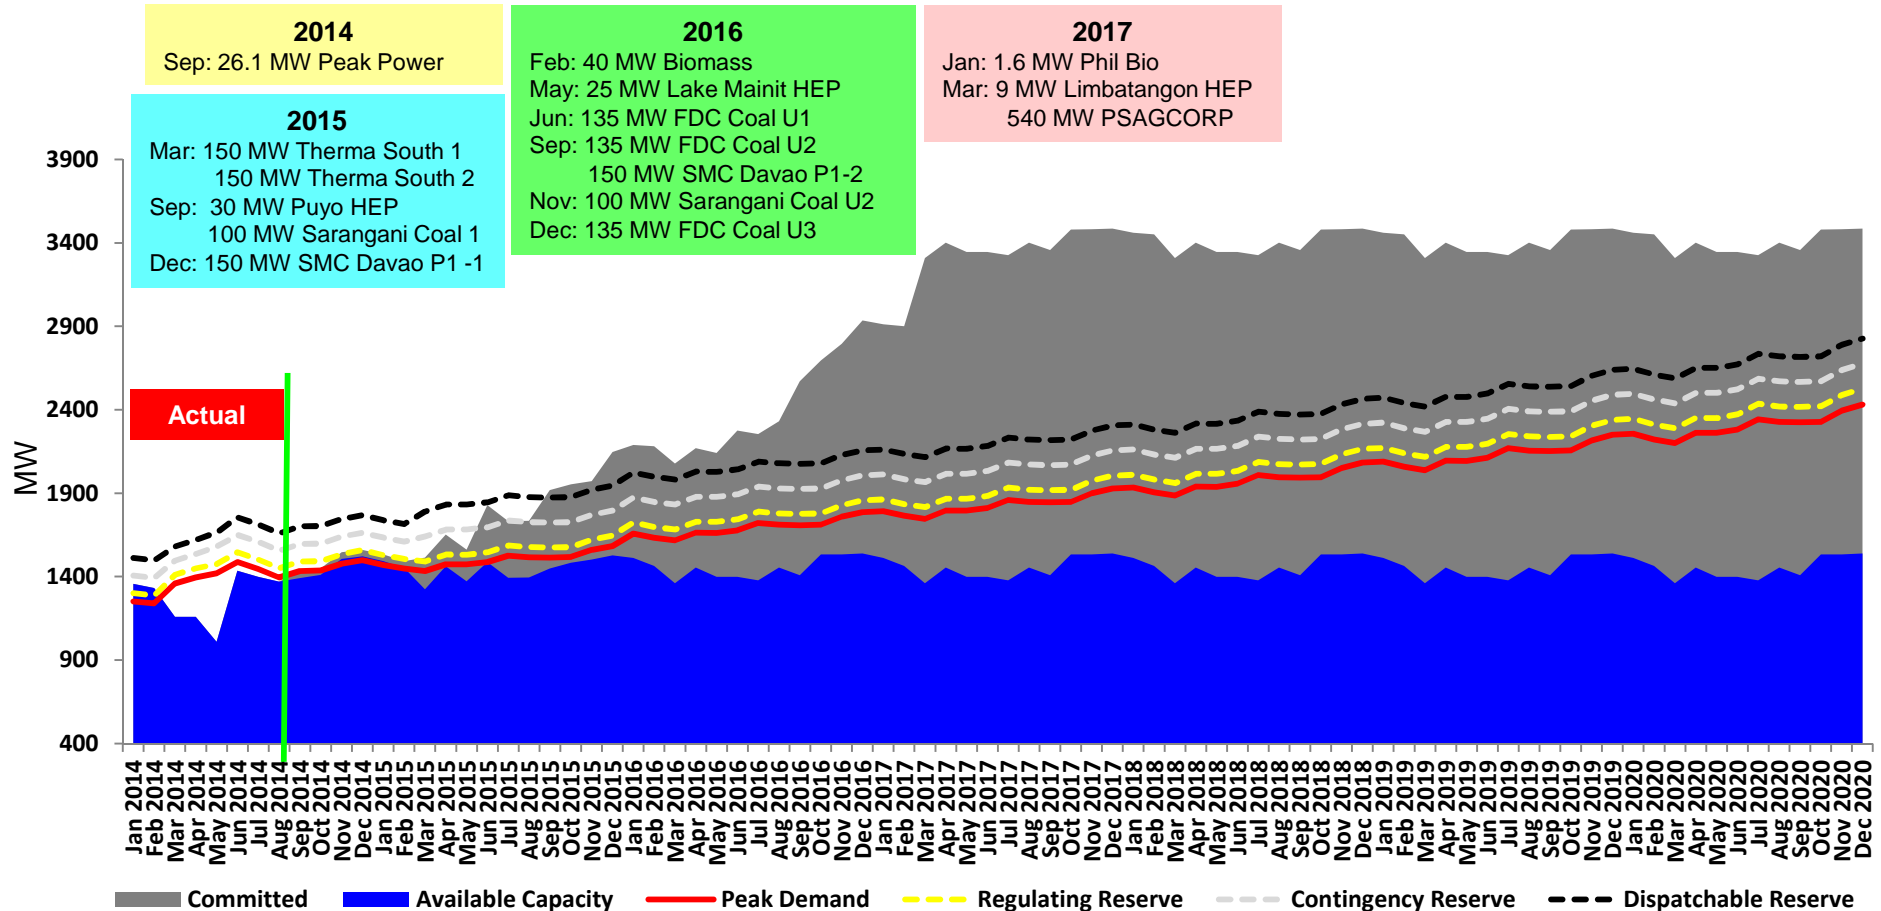 2014
Sep: 26.1 MW Peak Power
2015
Mar: 150 MW Therma South 1
150 MW Therma South 2
Sep: 30 MW Puyo HEP
100 MW Sarangani Coal 1
Dec: 150 MW SMC Davao P1 -1
2016
Feb: 40 MW Biomass
May: 25 MW Lake Mainit HEP
Jun: 135 MW FDC Coal U1
Sep: 135 MW FDC Coal U2
150 MW SMC Davao P1-2
Nov: 100 MW Sarangani Coal U2
Dec: 135 MW FDC Coal U3
2017
Jan: 1.6 MW Phil Bio
Mar: 9 MW Limbatangon HEP
540 MW PSAGCORP
3900
3400
2900
2400
1900
1400
900
400
MW
Actual
Jan 2014
Feb 2014
Mar 2014
Apr 2014
May 2014
Jun 2014
Jul 2014
Aug 2014
Sep 2014
Oct 2014
Nov 2014
Dec 2014
Jan 2015
Feb 2015
Mar 2015
Apr 2015
May 2015
Jun 2015
Jul 2015
Aug 2015
Sep 2015
Oct 2015
Nov 2015
Dec 2015
Jan 2016
Feb 2016
Mar 2016
Apr 2016
May 2016
Jun 2016
Jul 2016
Aug 2016
Sep 2016
Oct 2016
Nov 2016
Dec 2016
Jan 2017
Feb 2017
Mar 2017
Apr 2017
May 2017
Jun 2017
Jul 2017
Aug 2017
Sep 2017
Oct 2017
Nov 2017
Dec 2017
Jan 2018
Feb 2018
Mar 2018
Apr 2018
May 2018
Jun 2018
Jul 2018
Aug 2018
Sep 2018
Oct 2018
Nov 2018
Dec 2018
Jan 2019
Feb 2019
Mar 2019
Apr 2019
May 2019
Jun 2019
Jul 2019
Aug 2019
Sep 2019
Oct 2019
Nov 2019
Dec 2019
Jan 2020
Feb 2020
Mar 2020
Apr 2020
May 2020
Jun 2020
Jul 2020
Aug 2020
Sep 2020
Oct 2020
Nov 2020
Dec 2020
Committed
Available Capacity
Peak Demand
Regulating Reserve
Contingency Reserve
Dispatchable Reserve